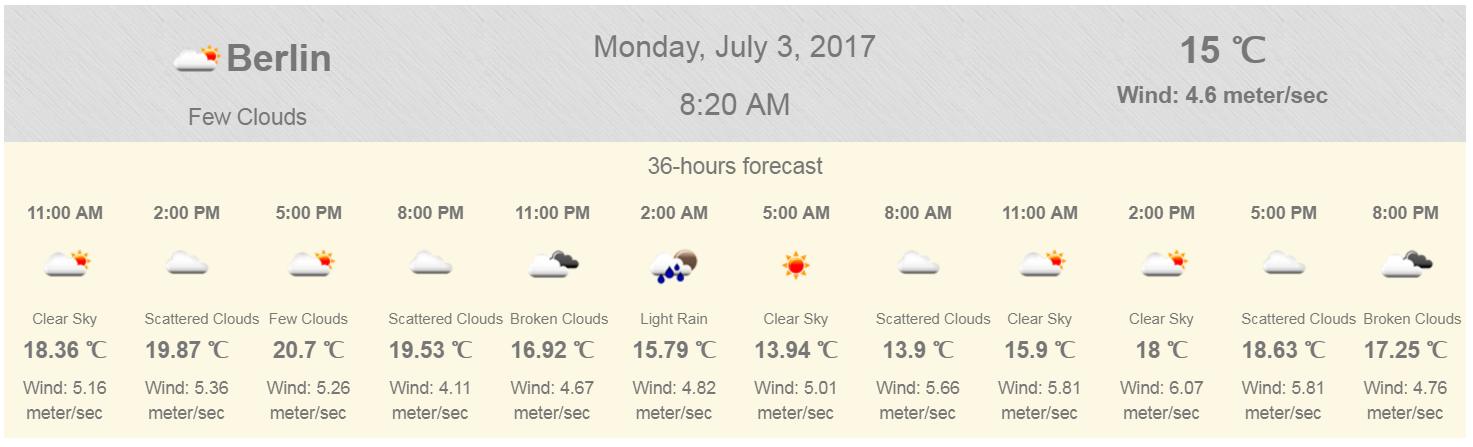 Berlin
Few Clouds
Monday, July 3, 2017
8:20 AM
15 ℃
Wind: 4.6 meter/sec
36-hours forecast
11:00 AM 2:00 PM 5:00 PM 8:00 PM 11:00 PM 2:00 AM 5:00 AM 8:00 AM 11:00 AM 2:00 PM 5:00 PM 8:00 PM
Clear Sky Scattered Clouds Few Clouds Scattered Clouds Broken Clouds Light Rain Clear Sky Scattered Clouds Clear Sky Clear Sky Scattered Clouds Broken Clouds
18.36 ℃ 19.87 ℃ 20.7 ℃ 19.53 ℃ 16.92 ℃ 15.79 ℃ 13.94 ℃ 13.9 ℃ 15.9 ℃ 18 ℃ 18.63 ℃ 17.25 ℃
Wind: 5.16 Wind: 5.36 Wind: 5.26 Wind: 4.11 Wind: 4.67 Wind: 4.82 Wind: 5.01 Wind: 5.66 Wind: 5.81 Wind: 6.07 Wind: 5.81 Wind: 4.76
meter/sec meter/sec meter/sec meter/sec meter/sec meter/sec meter/sec meter/sec meter/sec meter/sec meter/sec meter/sec